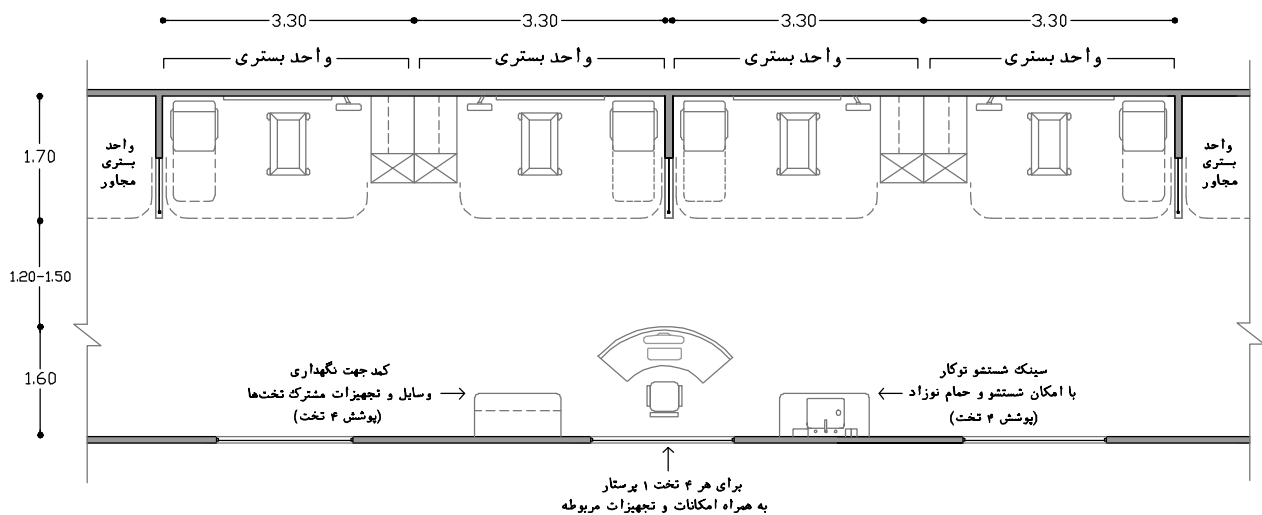 3.30
3.30
3.30
3.30
واحد بستری
واحد بستری
واحد بستری
واحد بستری
واحد
بستری
مجاور
واحد
بستری
مجاور
1.70
1.20-1.50
1.60
سینک شستشو توکار
با امکان شستشو و حمام نوزاد
(پوشش ۴ تخت)
کمد جهت نگهداری
وسایل و تجهیزات مشترک تخت‌ها
(پوشش ۴ تخت)
برای هر ۴ تخت ۱ پرستار
به همراه امکانات و تجهیزات مربوطه